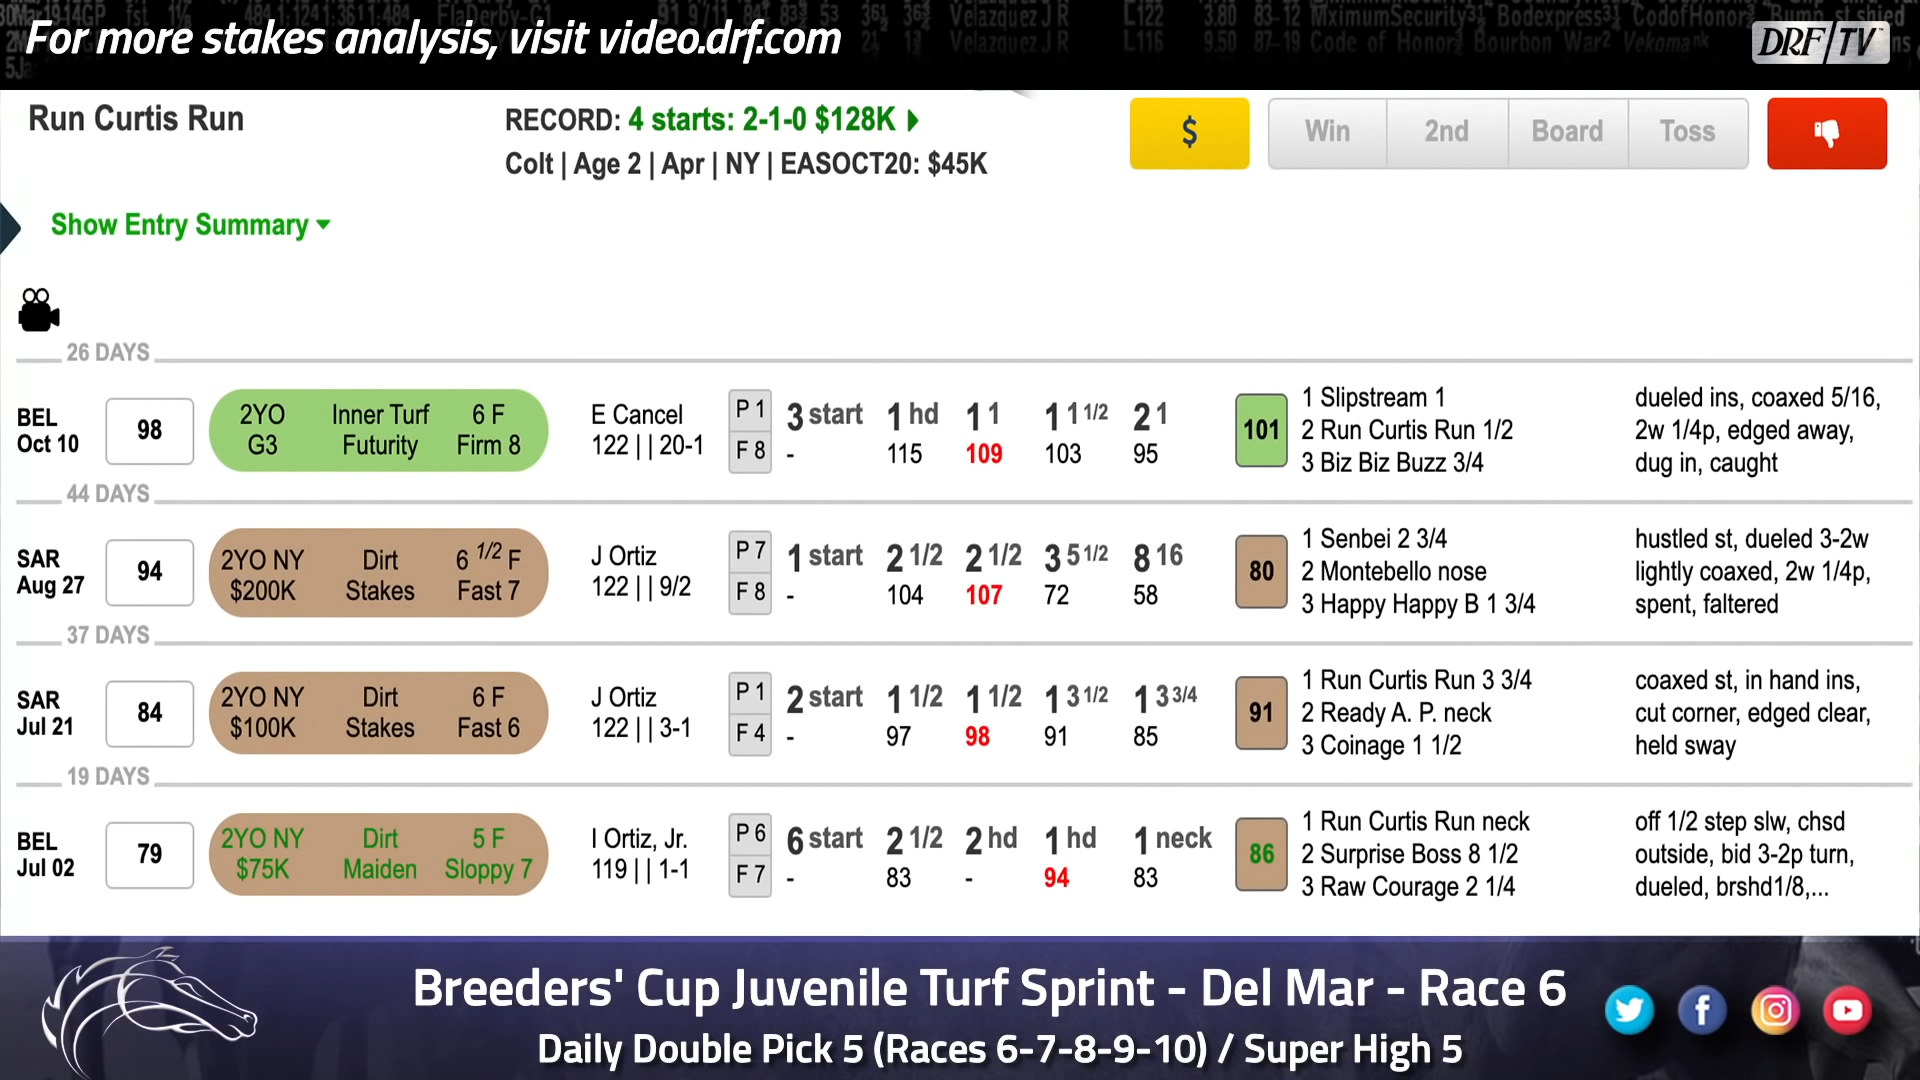 For more stakes analysis, visit video.drf.com
DRF/TV
Run Curtis Run
RECORD: 4 starts: 2-1-0 $128K
Colt | Age 2 | Apr | NY | EASOCT20: $45K
$
Win 2nd Board Toss
Show Entry Summary
26 DAYS
BEL
Oct 10
98
2YO Inner Turf 6 F
G3 Futurity Firm 8
E Cancel
122 | | 20-1
P 1
F 8
3 start 1 hd 1 1 1 1 1/2 2 1
- 115 109 103 95
101
1 Slipstream 1
2 Run Curtis Run 1/2
3 Biz Biz Buzz 3/4
dueled ins, coaxed 5/16,
2w 1/4p, edged away,
dug in, caught
44 DAYS
SAR
Aug 27
94
2YO NY Dirt 6 1/2 F
$200K Stakes Fast 7
J Ortiz
122 | | 9/2
P 7
F 8
1 start 2 1/2 2 1/2 3 5 1/2 8 16
- 104 107 72 58
80
1 Senbei 2 3/4
2 Montebello nose
3 Happy Happy B 1 3/4
hustled st, dueled 3-2w
lightly coaxed, 2w 1/4p,
spent, faltered
37 DAYS
SAR
Jul 21
84
2YO NY Dirt 6 F
$100K Stakes Fast 6
J Ortiz
122 | | 3-1
P 1
F 4
2 start 1 1/2 1 1/2 1 3 1/2 1 3 3/4
- 97 98 91 85
91
1 Run Curtis Run 3 3/4
2 Ready A. P. neck
3 Coinage 1 1/2
coaxed st, in hand ins,
cut corner, edged clear,
held sway
19 DAYS
BEL
Jul 02
79
2YO NY Dirt 5 F
$75K Maiden Sloppy 7
I Ortiz, Jr.
119 | | 1-1
P 6
F 7
6 start 2 1/2 2 hd 1 hd 1 neck
- 83 - 94 83
86
1 Run Curtis Run neck
2 Surprise Boss 8 1/2
3 Raw Courage 2 1/4
off 1/2 step slw, chsd
outside, bid 3-2p turn,
dueled, brshd1/8,...
Breeders' Cup Juvenile Turf Sprint - Del Mar - Race 6
Daily Double Pick 5 (Races 6-7-8-9-10) / Super High 5